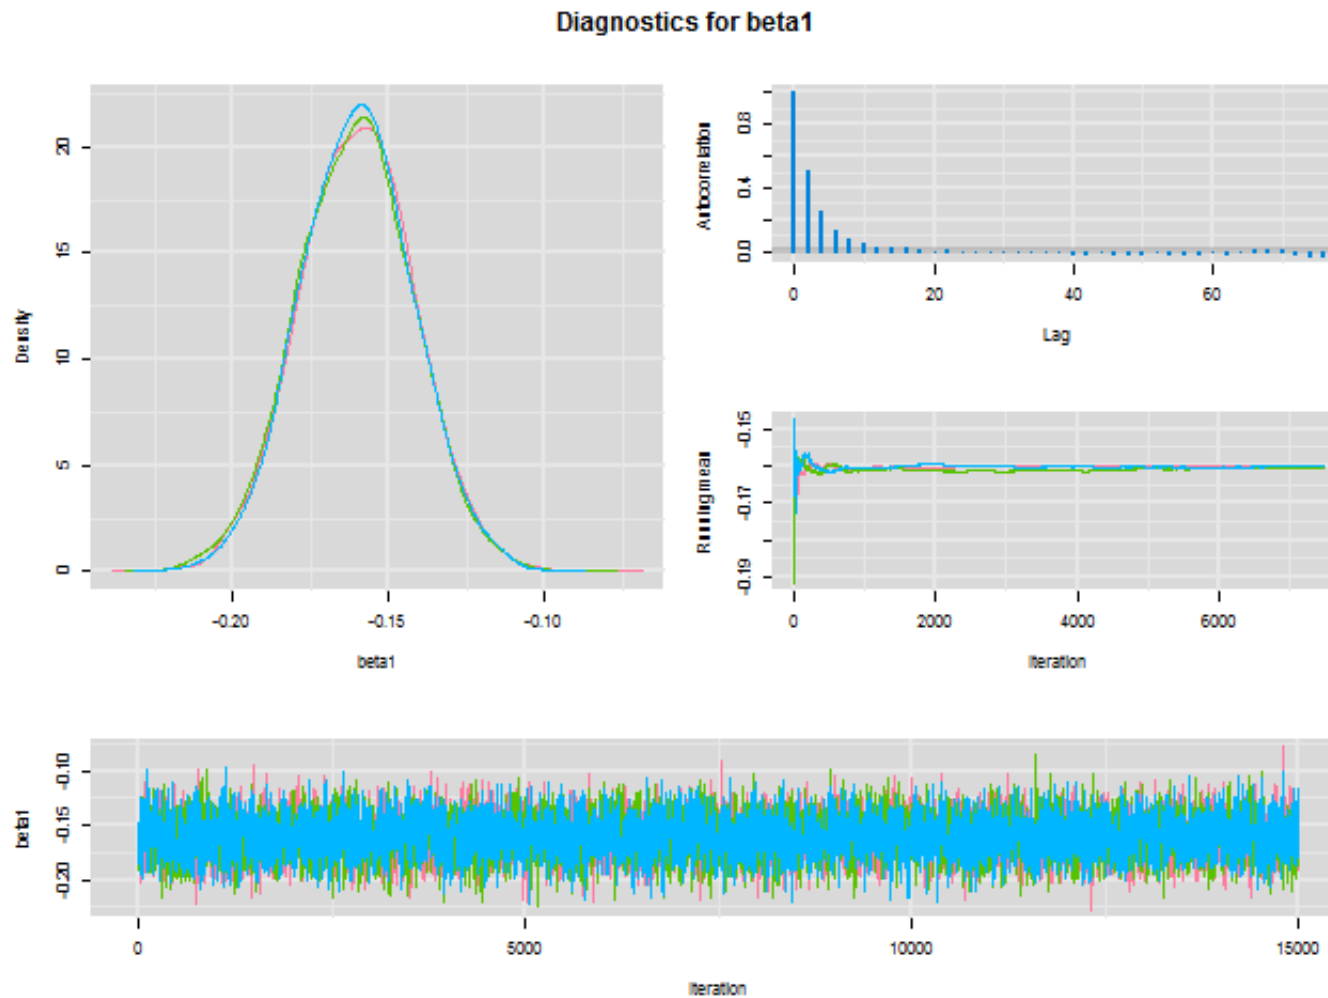 Diagnostics for beta1
Density
0 5 10 15 20
-0.20 -0.15 -0.10
beta1
Autocorrelation
0.0 0.4 0.8
0 20 40 60
Lag
Running mean
-0.19 -0.17 -0.15
0 2000 4000 6000
Iteration
beta1
-0.20 -0.15 -0.10
0 5000 10000 15000
Iteration